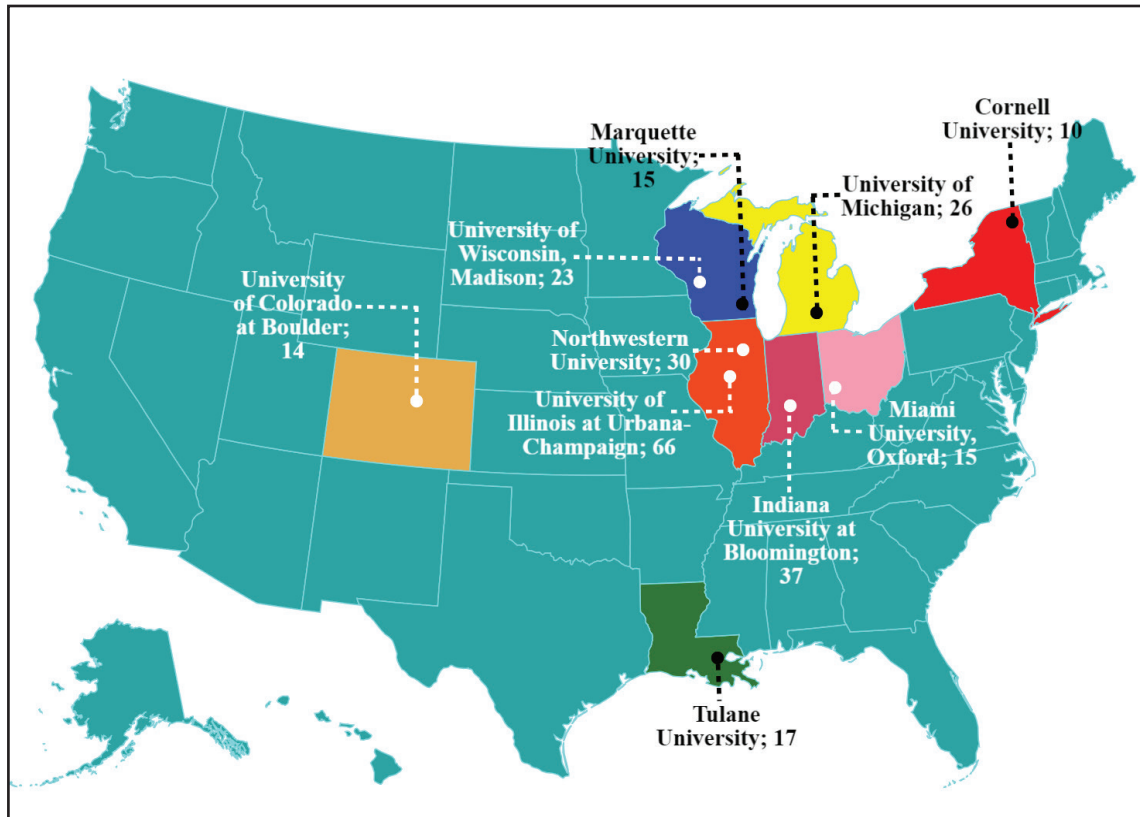 Cornell
University; 10
Marquette
University;
15
University of
Michigan; 26
University of
Wisconsin,
Madison; 23
University
of Colorado
at Boulder;
14
Northwestern
University; 30
University of
Illinois at Urbana-
Champaign; 66
Miami
University,
Oxford; 15
Indiana
University at
Bloomington;
37
Tulane
University; 17